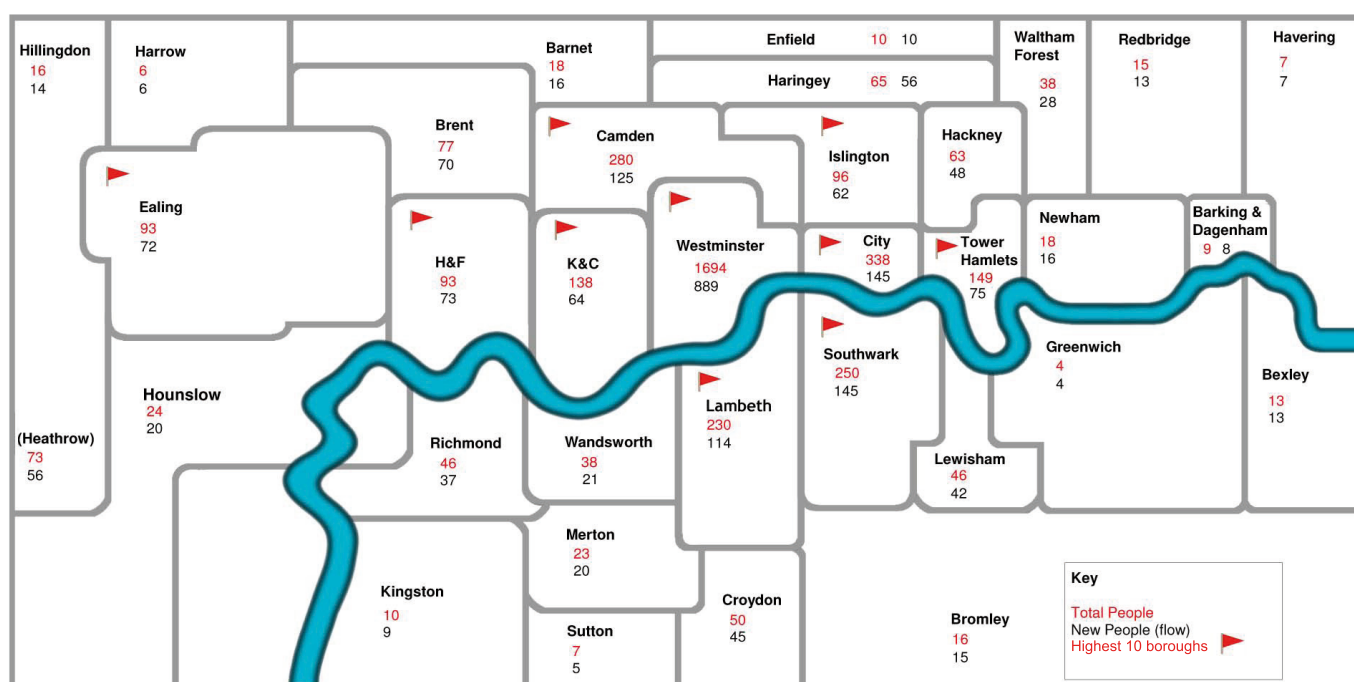 Hillingdon
16
14
Harrow
6
6
Barnet
18
16
Enfield 10 10
Haringey 65 56
Waltham
Forest
38
28
Redbridge
15
13
Havering
7
7
Brent
77
70
Camden
280
125
Islington
96
62
Hackney
63
48
Ealing
93
72
H&F
93
73
K&C
138
64
Westminster
1694
889
City
338
145
Tower
Hamlets
149
75
Newham
18
16
Barking &
Dagenham
9 8
Hounslow
24
20
(Heathrow)
73
56
Richmond
46
37
Wandsworth
38
21
Lambeth
230
114
Southwark
250
145
Lewisham
46
42
Greenwich
4
4
Bexley
13
13
Kingston
10
9
Merton
23
20
Sutton
7
5
Croydon
50
45
Bromley
16
15
Key
Total People
New People (flow)
Highest 10 boroughs